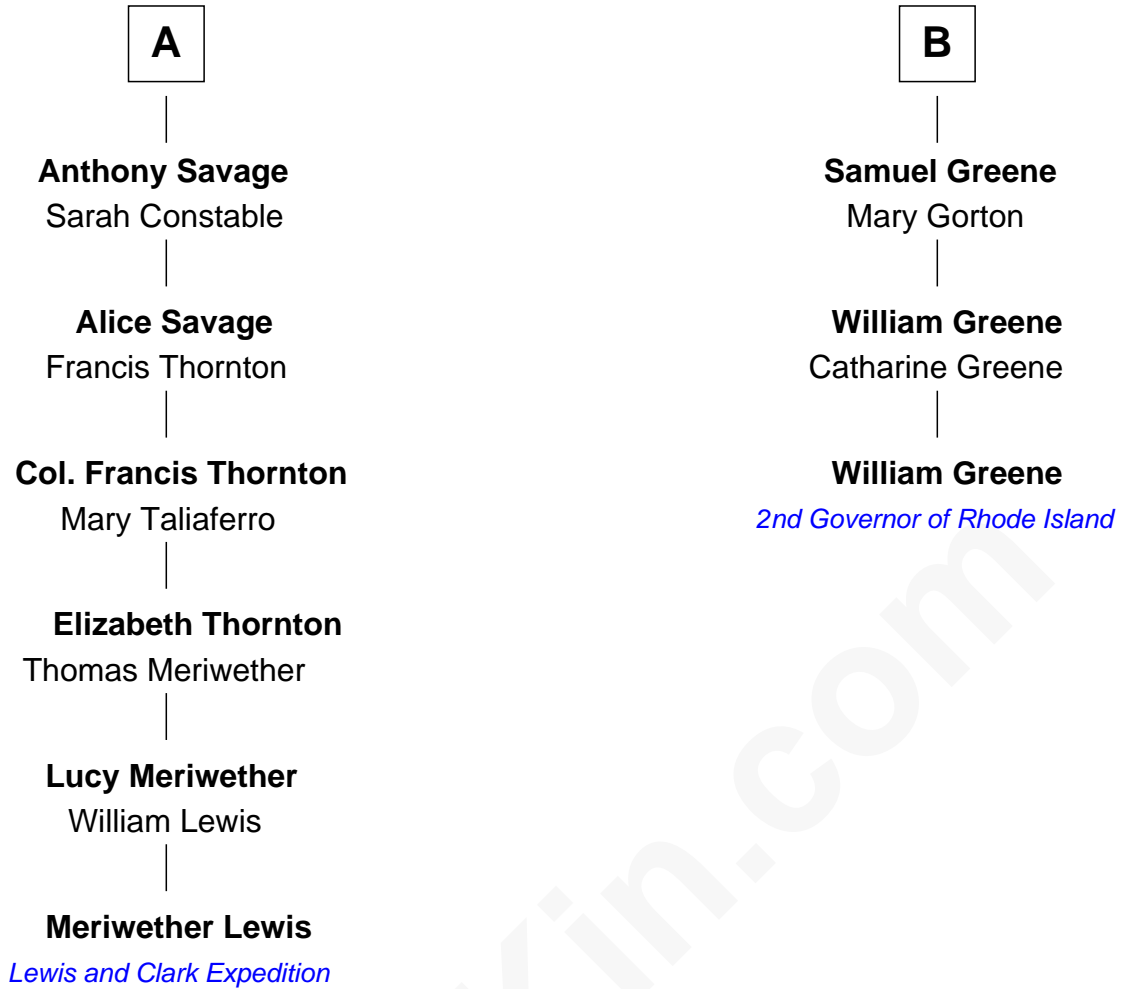 A
Anthony Savage
Sarah Constable
Alice Savage
Francis Thornton
Col. Francis Thornton
Mary Taliaferro
Elizabeth Thornton
Thomas Meriwether
Lucy Meriwether
William Lewis
Meriwether Lewis
Lewis and Clark Expedition
B
Samuel Greene
Mary Gorton
William Greene
Catharine Greene
William Greene
2nd Governor of Rhode Island
Kin.com